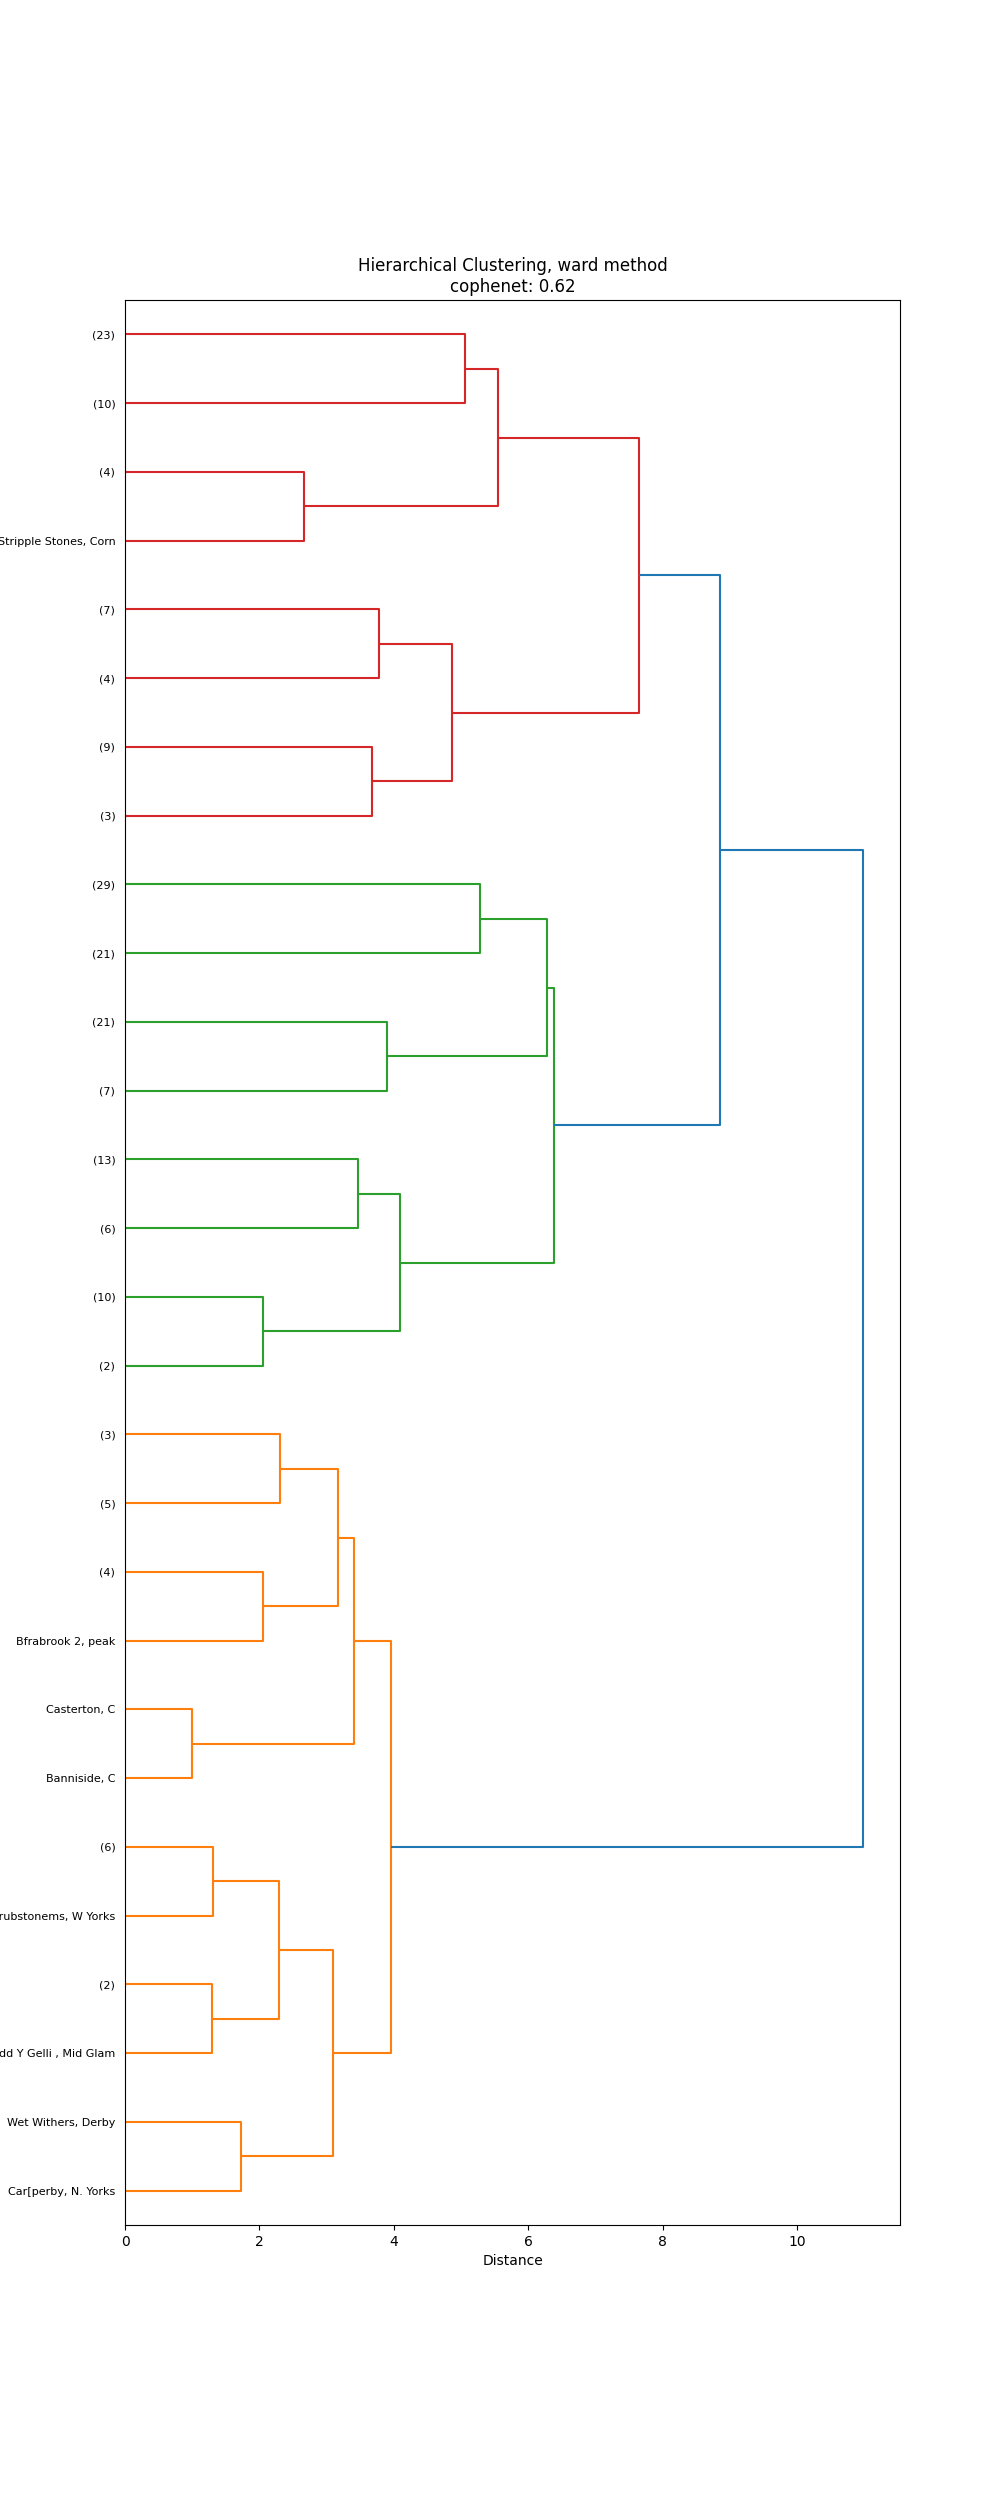 Hierarchical Clustering, ward method
cophenet: 0.62
(23)
(10)
(4)
Stripple Stones, Corn
(7)
(4)
(9)
(3)
(29)
(21)
(21)
(7)
(13)
(6)
(10)
(2)
(3)
(5)
(4)
Bfrabrook 2, peak
Casterton, C
Banniside, C
(6)
rubstonems, W Yorks
(2)
dd Y Gelli , Mid Glam
Wet Withers, Derby
Car[perby, N. Yorks
0 2 4 6 8 10
Distance